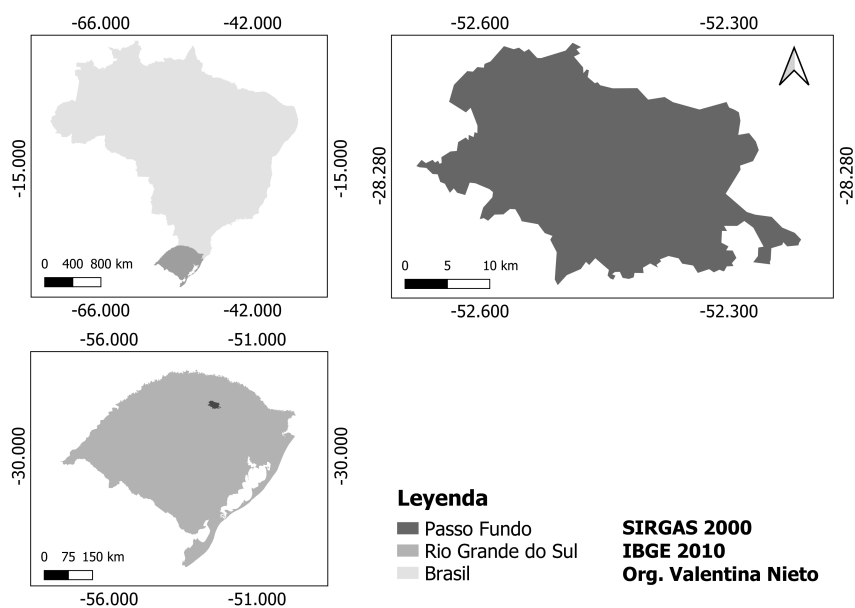 -66.000 -42.000
-15.000
-15.000
0 400 800 km
-66.000 -42.000
-52.600 -52.300
-28.280
-28.280
0 5 10 km
-52.600 -52.300
-56.000 -51.000
-30.000
-30.000
0 75 150 km
-56.000 -51.000
Leyenda
Passo Fundo
Rio Grande do Sul
Brasil
SIRGAS 2000
IBGE 2010
Org. Valentina Nieto